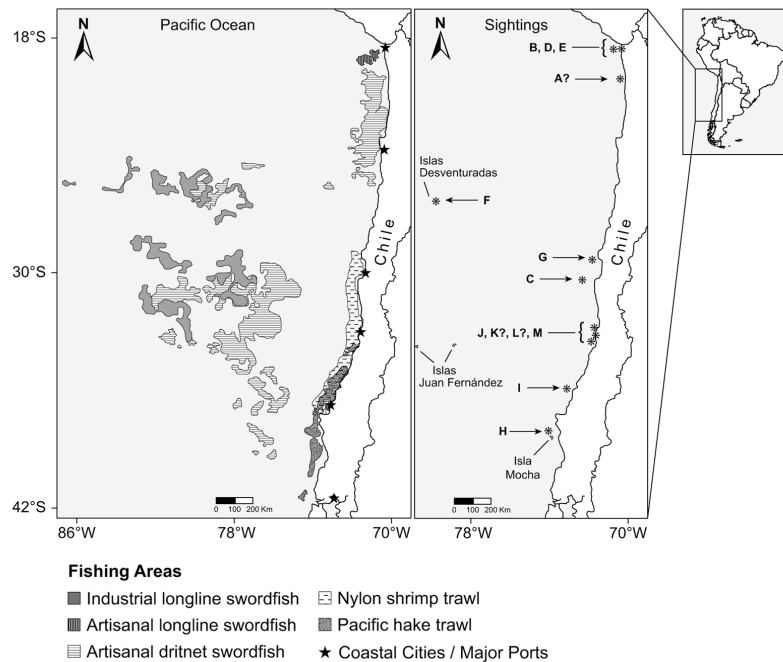 N
Pacific Ocean
18°S
30°S
42°S
Chile
0 100 200 Km
86°W
78°W
70°W
Sightings
N
B, D, E
A?
Islas
Desventuradas
F
G
C
J, K?, L?, M
Islas
Juan Fernández
I
H
Isla
Mocha
Chile
0 100 200 Km
78°W
70°W
Fishing Areas
Industrial longline swordfish
Artisanal longline swordfish
Artisanal dritnet swordfish
Nylon shrimp trawl
Pacific hake trawl
Coastal Cities / Major Ports